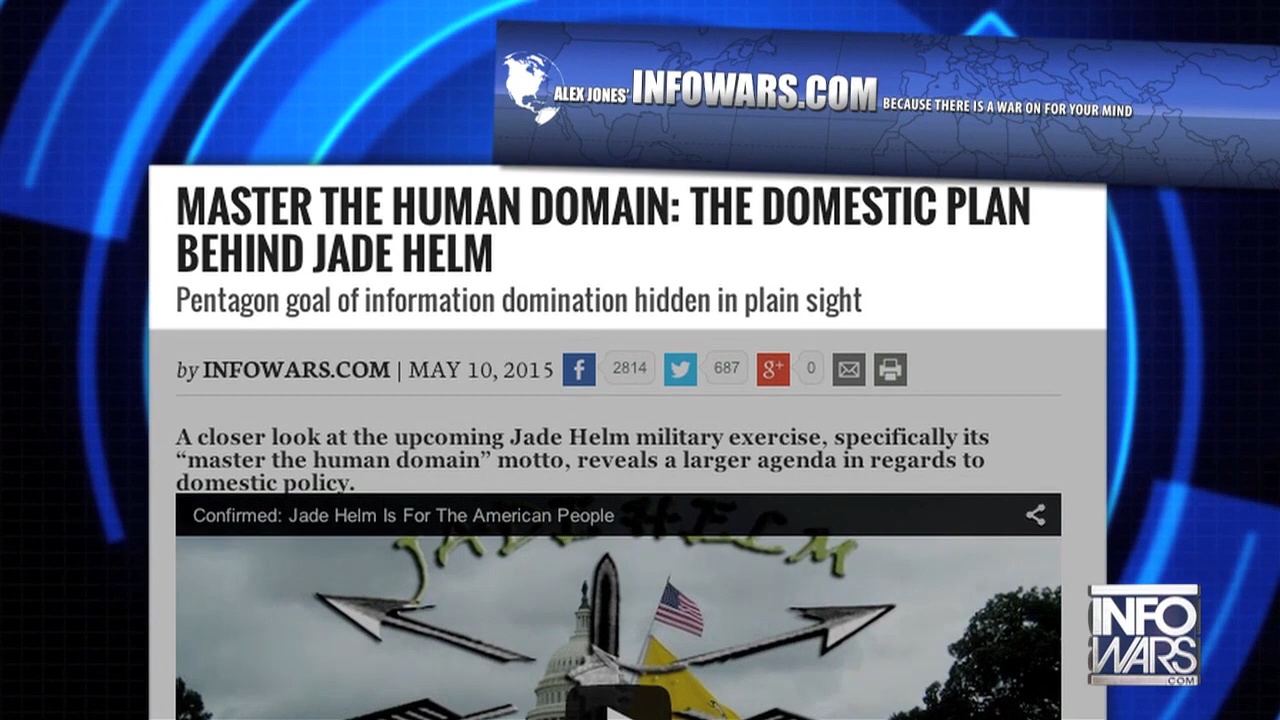 ALEX JONES' INFOWARS.COM BECAUSE THERE IS A WAR ON FOR YOUR MIND
MASTER THE HUMAN DOMAIN: THE DOMESTIC PLAN
BEHIND JADE HELM
Pentagon goal of information domination hidden in plain sight
by INFOWARS.COM | MAY 10, 2015 f 2814 687 g+ 0
A closer look at the upcoming Jade Helm military exercise, specifically its
“master the human domain” motto, reveals a larger agenda in regards to
domestic policy.
Confirmed: Jade Helm Is For The American People
JADE HELM
INFO
WARS
.COM